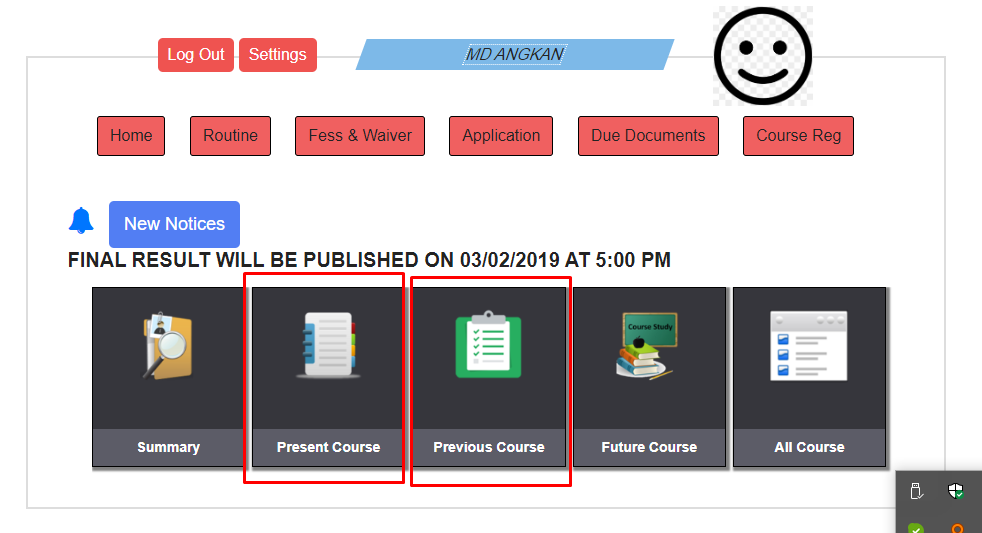 Log Out Settings MD ANGKAN
Home Routine Fess & Waiver Application Due Documents Course Reg
New Notices
FINAL RESULT WILL BE PUBLISHED ON 03/02/2019 AT 5:00 PM
Course Study
Summary Present Course Previous Course Future Course All Course